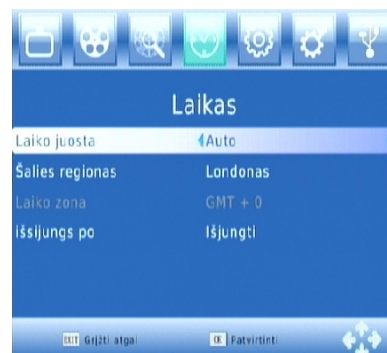 Laikas
Laiko juosta Auto
Šalies regionas Londonas
Laiko zona GMT + 0
išsijungs po Išjungti
EXIT Grįžti atgal OK Patvirtinti